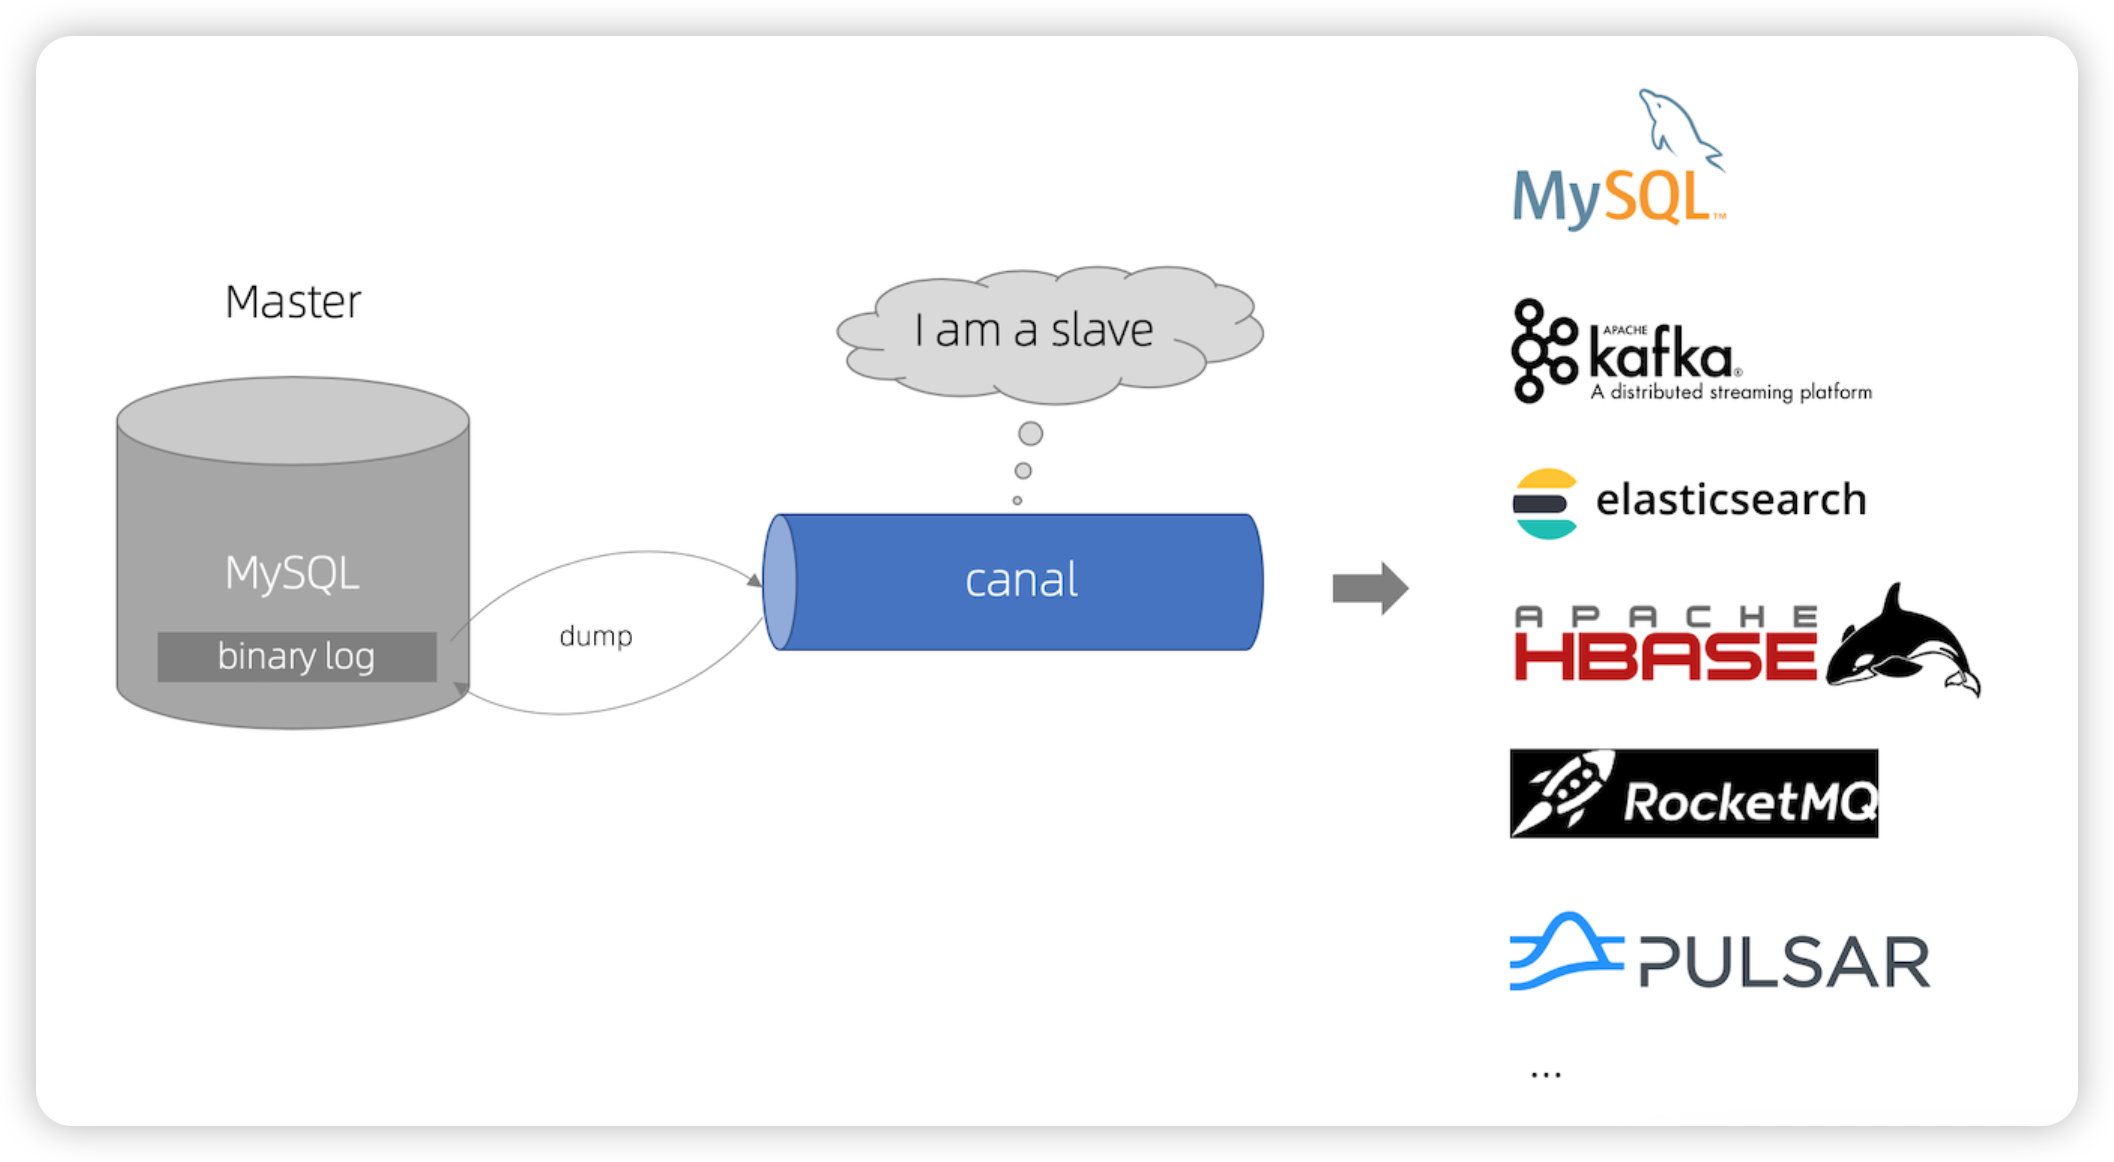 Master
MySQL
binary log
dump
I am a slave
canal
MySQL™
APACHE
kafka®
A distributed streaming platform
elasticsearch
APACHE
HBASE
RocketMQ
PULSAR
...